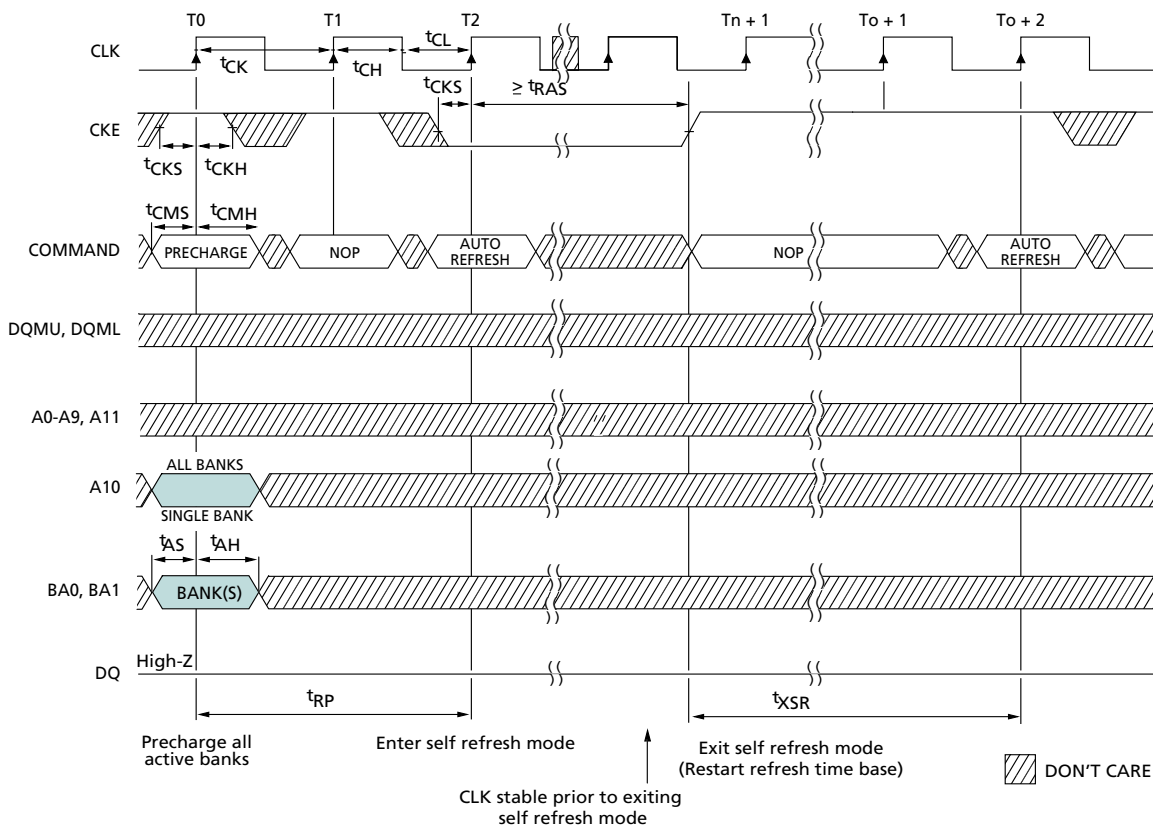 T0 T1 T2 Tn + 1 To + 1 To + 2
CLK
tCK tCH tCL
tCKS ≥ tRAS
CKE
tCKS tCKH
tCMS tCMH
COMMAND PRECHARGE NOP AUTO REFRESH NOP AUTO REFRESH
DQMU, DQML
A0-A9, A11
ALL BANKS
A10
SINGLE BANK
tAS tAH
BA0, BA1 BANK(S)
High-Z
DQ
tRP tXSR
Precharge all
active banks
Enter self refresh mode
CLK stable prior to exiting
self refresh mode
Exit self refresh mode
(Restart refresh time base)
DON'T CARE